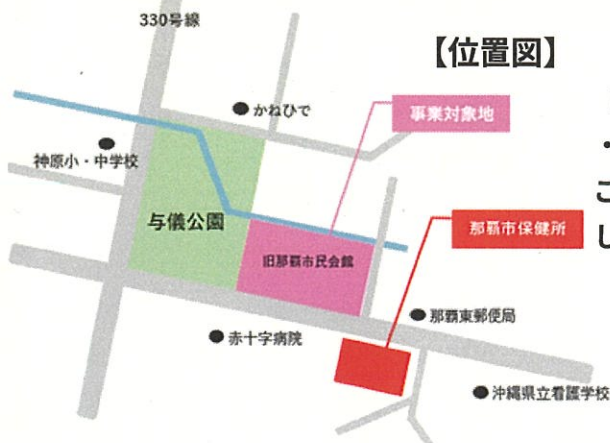 330号線
【位置図】
かねひで
事業対象地
神原小・中学校
与儀公園
那覇市保健所
旧那覇市民会館
那覇東郵便局
赤十字病院
沖縄県立看護学校